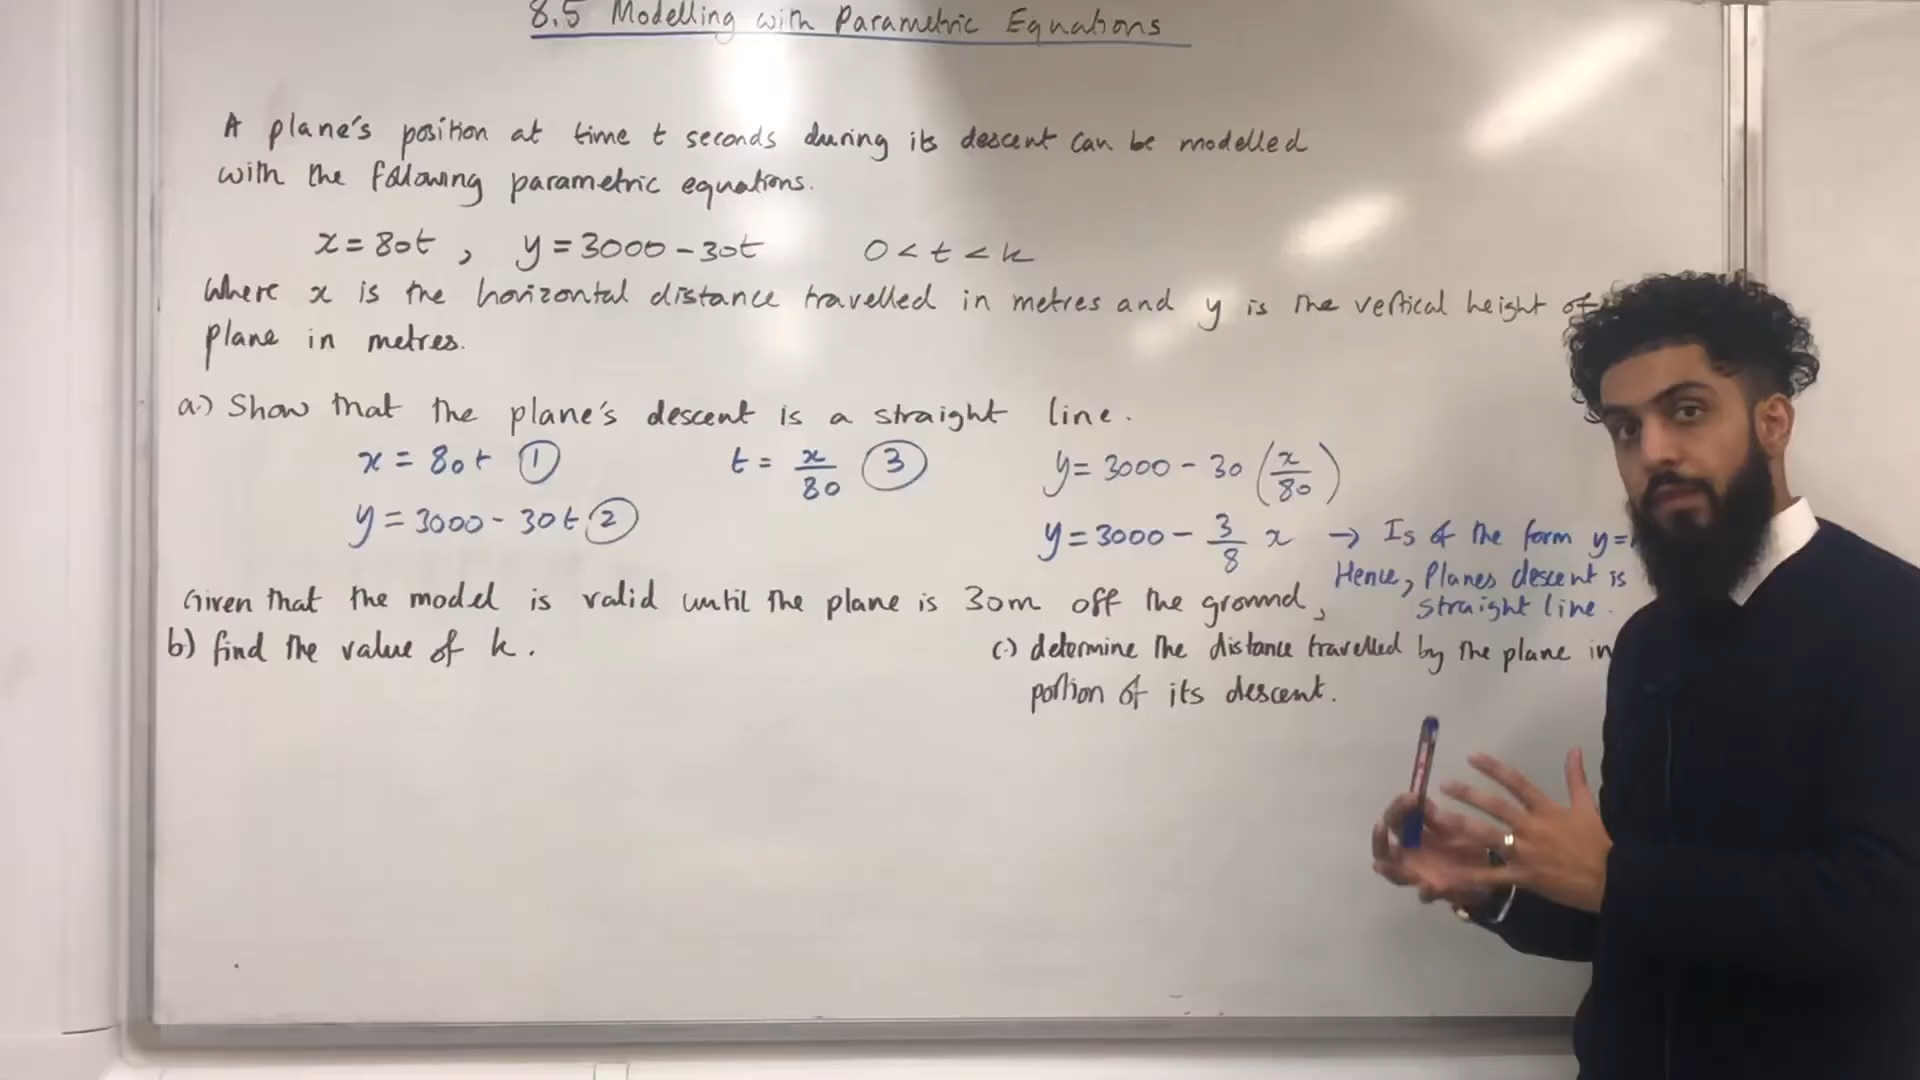 8.5 Modelling with Parametric Equations
A plane's position at time t seconds during its descent can be modelled
with the following parametric equations.
x = 80t , y = 3000 - 30t 0 < t < k
Where x is the horizontal distance travelled in metres and y is the vertical height of
plane in metres.
a.) Show that the plane's descent is a straight line.
x = 80t ① t = x/80 ③ y = 3000 - 30 (x/80)
y = 3000 - 30t ② y = 3000 - 3/8 x → Is of the form y =
Hence, Planes descent is
straight line.
Given that the model is valid until the plane is 30m off the ground,
b) find the value of k.
c.) determine the distance travelled by the plane in
portion of its descent.